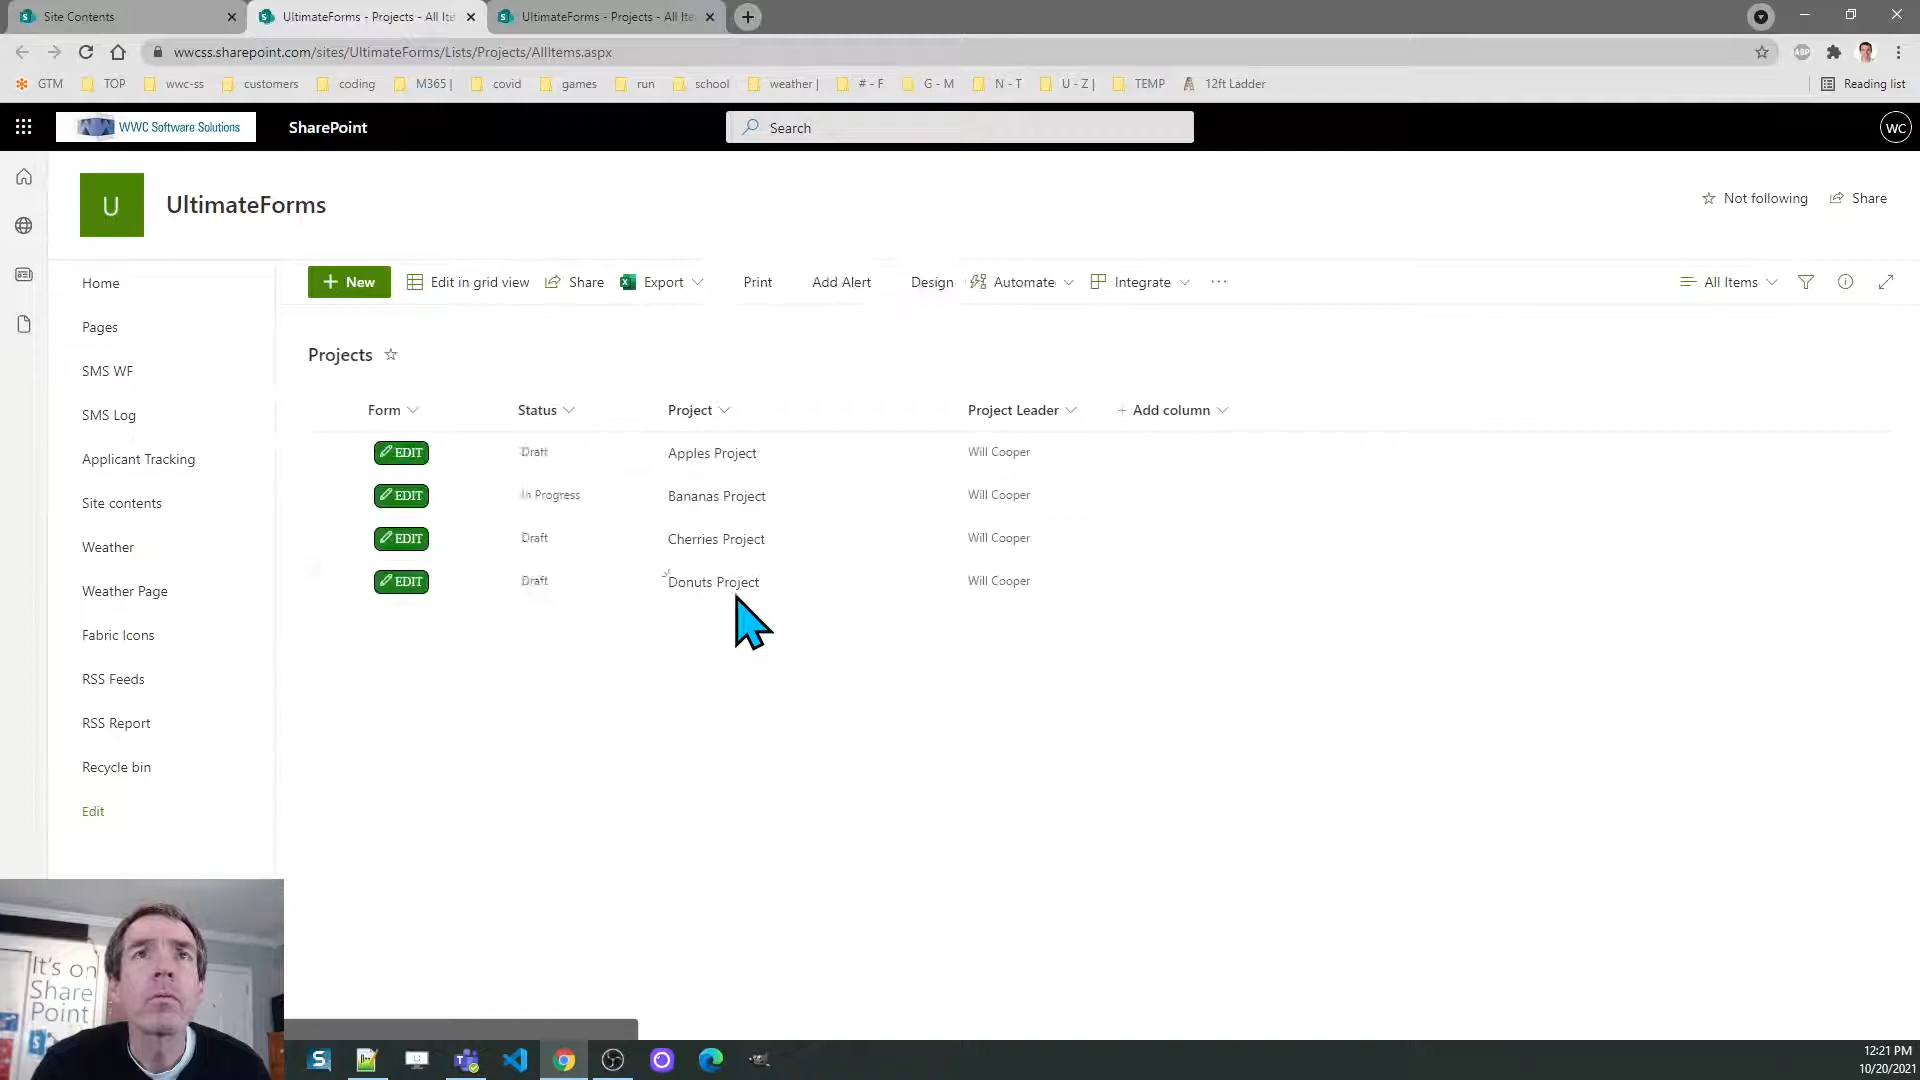 Site Contents
UltimateForms - Projects - All Ite
UltimateForms - Projects - All Ite
wwcss.sharepoint.com/sites/UltimateForms/Lists/Projects/AllItems.aspx
ABP
GTM TOP wwc-ss customers coding M365 | covid games run school weather | # - F G - M N - T U - Z | TEMP 12ft Ladder Reading list
WWC Software Solutions SharePoint Search WC
U UltimateForms Not following Share
New Edit in grid view Share Export Print Add Alert Design Automate Integrate ··· All Items
Home
Pages
SMS WF
SMS Log
Applicant Tracking
Site contents
Weather
Weather Page
Fabric Icons
RSS Feeds
RSS Report
Recycle bin
Edit
Projects
Form Status Project Project Leader + Add column
EDIT Draft Apples Project Will Cooper
EDIT In Progress Bananas Project Will Cooper
EDIT Draft Cherries Project Will Cooper
EDIT Draft Donuts Project Will Cooper
It's on
Share
Point
S
12:21 PM
10/20/2021